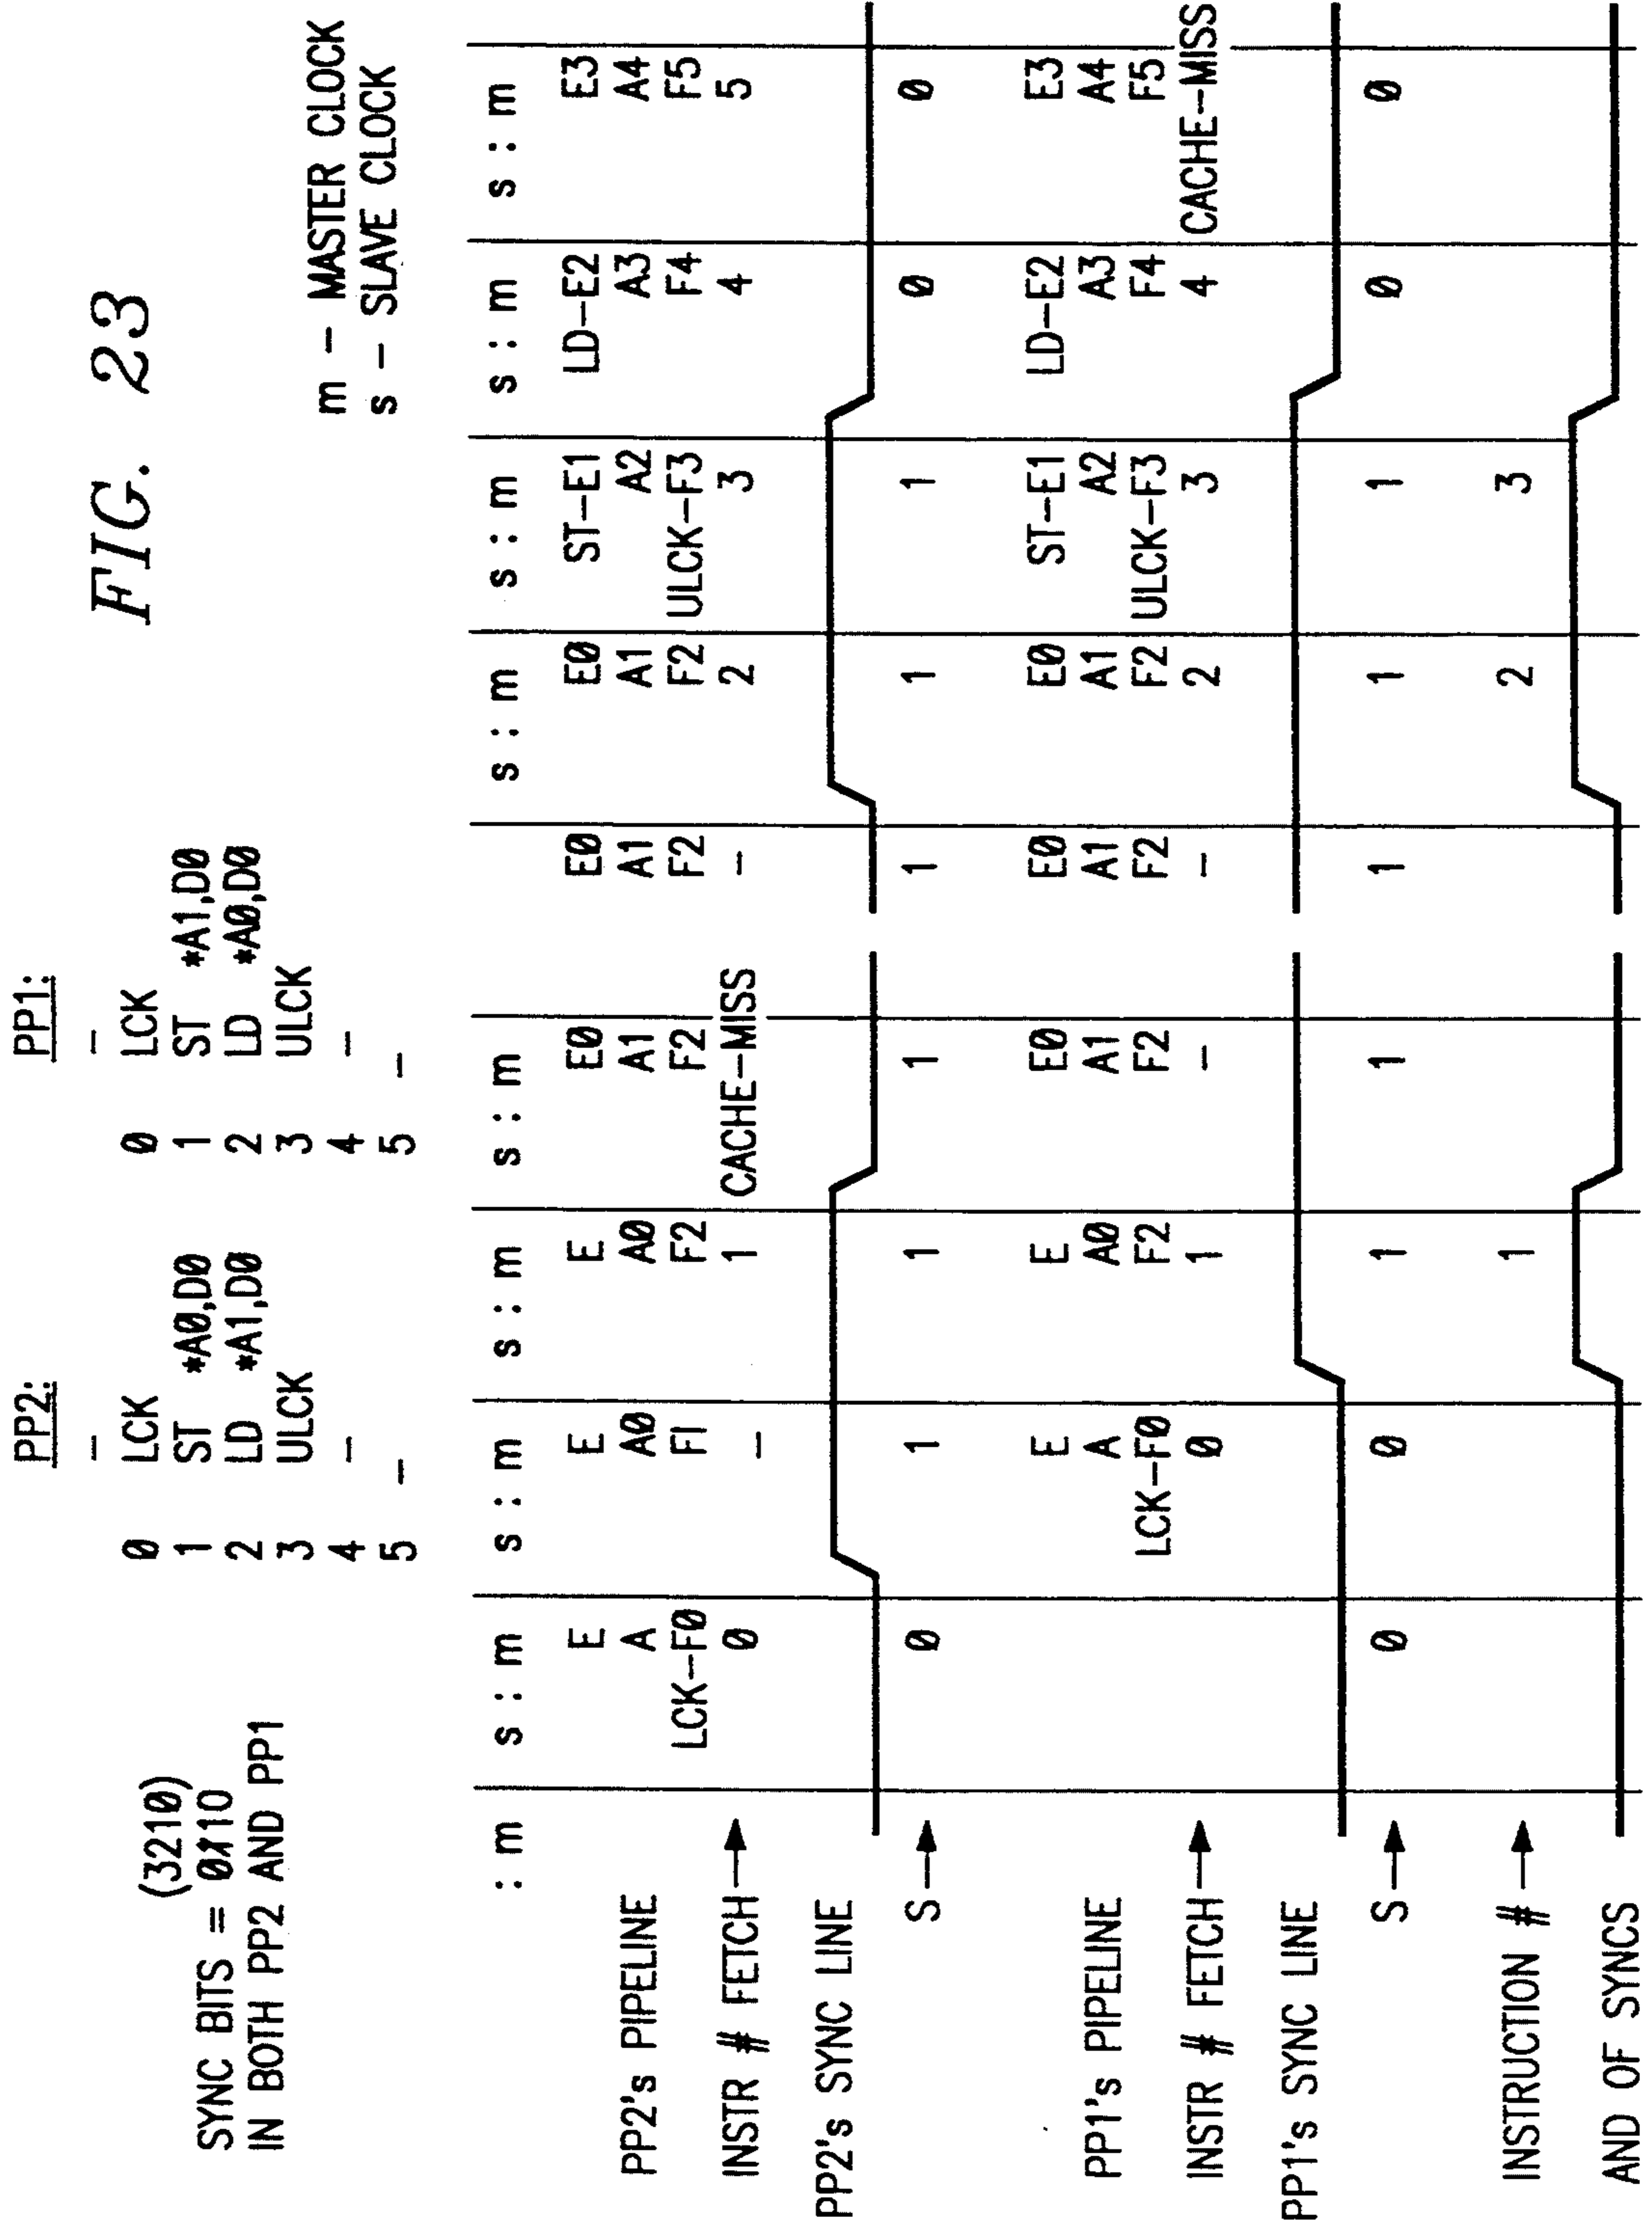 FIG. 23
PP2: PP1:
– –
(3210) 0 LCK 0 LCK
1 ST *A0,D0 1 ST *A1,D0
SYNC BITS = 0110 2 LD *A1,D0 2 LD *A0,D0
IN BOTH PP2 AND PP1 3 ULCK 3 ULCK
m – MASTER CLOCK
4 – 4 –
s – SLAVE CLOCK
5 – 5 –
: m s : m s : m s : m s : m s : m s : m s : m s : m
E E E E0 E0 E0 ST–E1 LD–E2 E3
PP2's PIPELINE A A0 A0 A1 A1 A1 A2 A3 A4
LCK–F0 FI F2 F2 F2 F2 ULCK–F3 F4 F5
INSTR # FETCH 0 – 1 CACHE–MISS – 2 3 4 5
PP2's SYNC LINE
S 0 1 1 1 1 1 1 0 0
E E E0 E0 E0 ST–E1 LD–E2 E3
PP1's PIPELINE A A0 A1 A1 A1 A2 A3 A4
LCK–F0 F2 F2 F2 F2 ULCK–F3 F4 F5
INSTR # FETCH 0 1 – – 2 3 4 CACHE–MISS
PP1's SYNC LINE
S 0 0 1 1 1 1 1 0 0
INSTRUCTION # 1 2 3
AND OF SYNCS